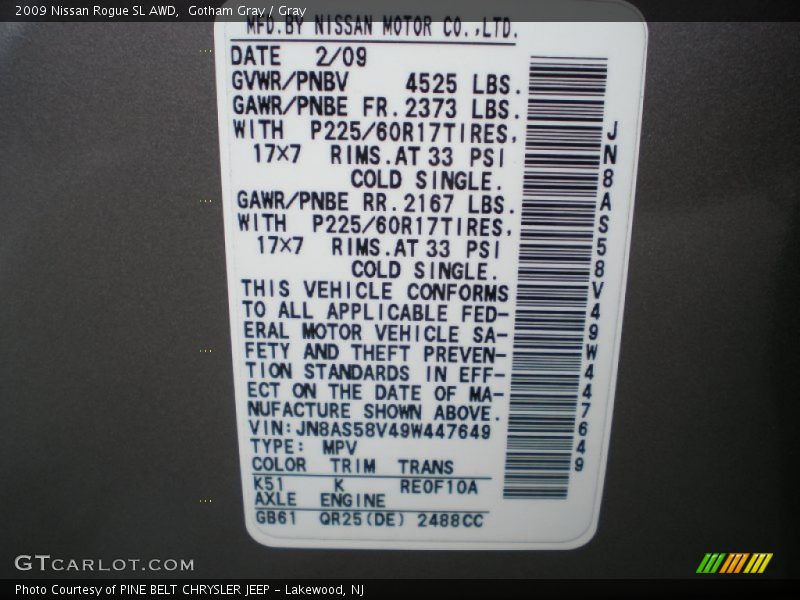 2009 Nissan Rogue SL AWD,  Gotham Gray / Gray
MFD.BY NISSAN MOTOR CO.,LTD.
DATE 2/09
GVWR/PNBV 4525 LBS.
GAWR/PNBE FR.2373 LBS.
WITH P225/60R17TIRES,
17×7 RIMS.AT 33 PSI
COLD SINGLE.
GAWR/PNBE RR.2167 LBS.
WITH P225/60R17TIRES,
17×7 RIMS.AT 33 PSI
COLD SINGLE.
THIS VEHICLE CONFORMS
TO ALL APPLICABLE FED-
ERAL MOTOR VEHICLE SA-
FETY AND THEFT PREVEN-
TION STANDARDS IN EFF-
ECT ON THE DATE OF MA-
NUFACTURE SHOWN ABOVE.
VIN:JN8AS58V49W447649
TYPE: MPV
COLOR TRIM TRANS
K51 K RE0F10A
AXLE ENGINE
GB61 QR25(DE) 2488CC
JN8AS58V49W447649
GTCARLOT.COM
Photo Courtesy of PINE BELT CHRYSLER JEEP - Lakewood, NJ